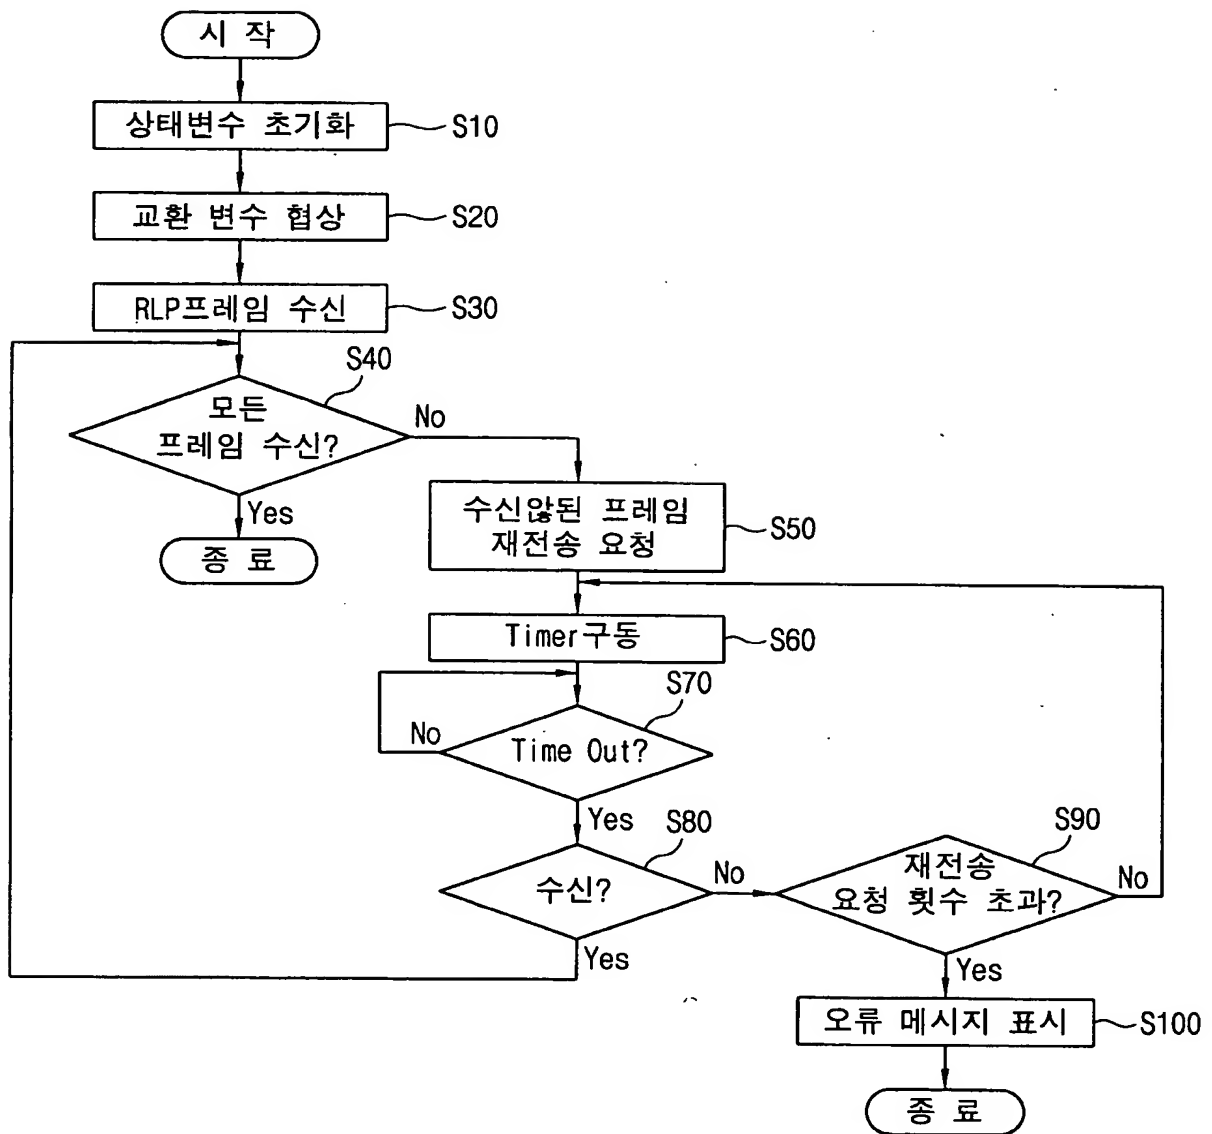 시 작
상태변수 초기화
S10
교환 변수 협상
S20
RLP프레임 수신
S30
S40
모든
프레임 수신?
No
Yes
종 료
수신않된 프레임
재전송 요청
S50
Timer구동
S60
S70
No
Time Out?
Yes
S80
수신?
No
Yes
S90
재전송
요청 횟수 초과?
No
Yes
오류 메시지 표시
S100
종 료